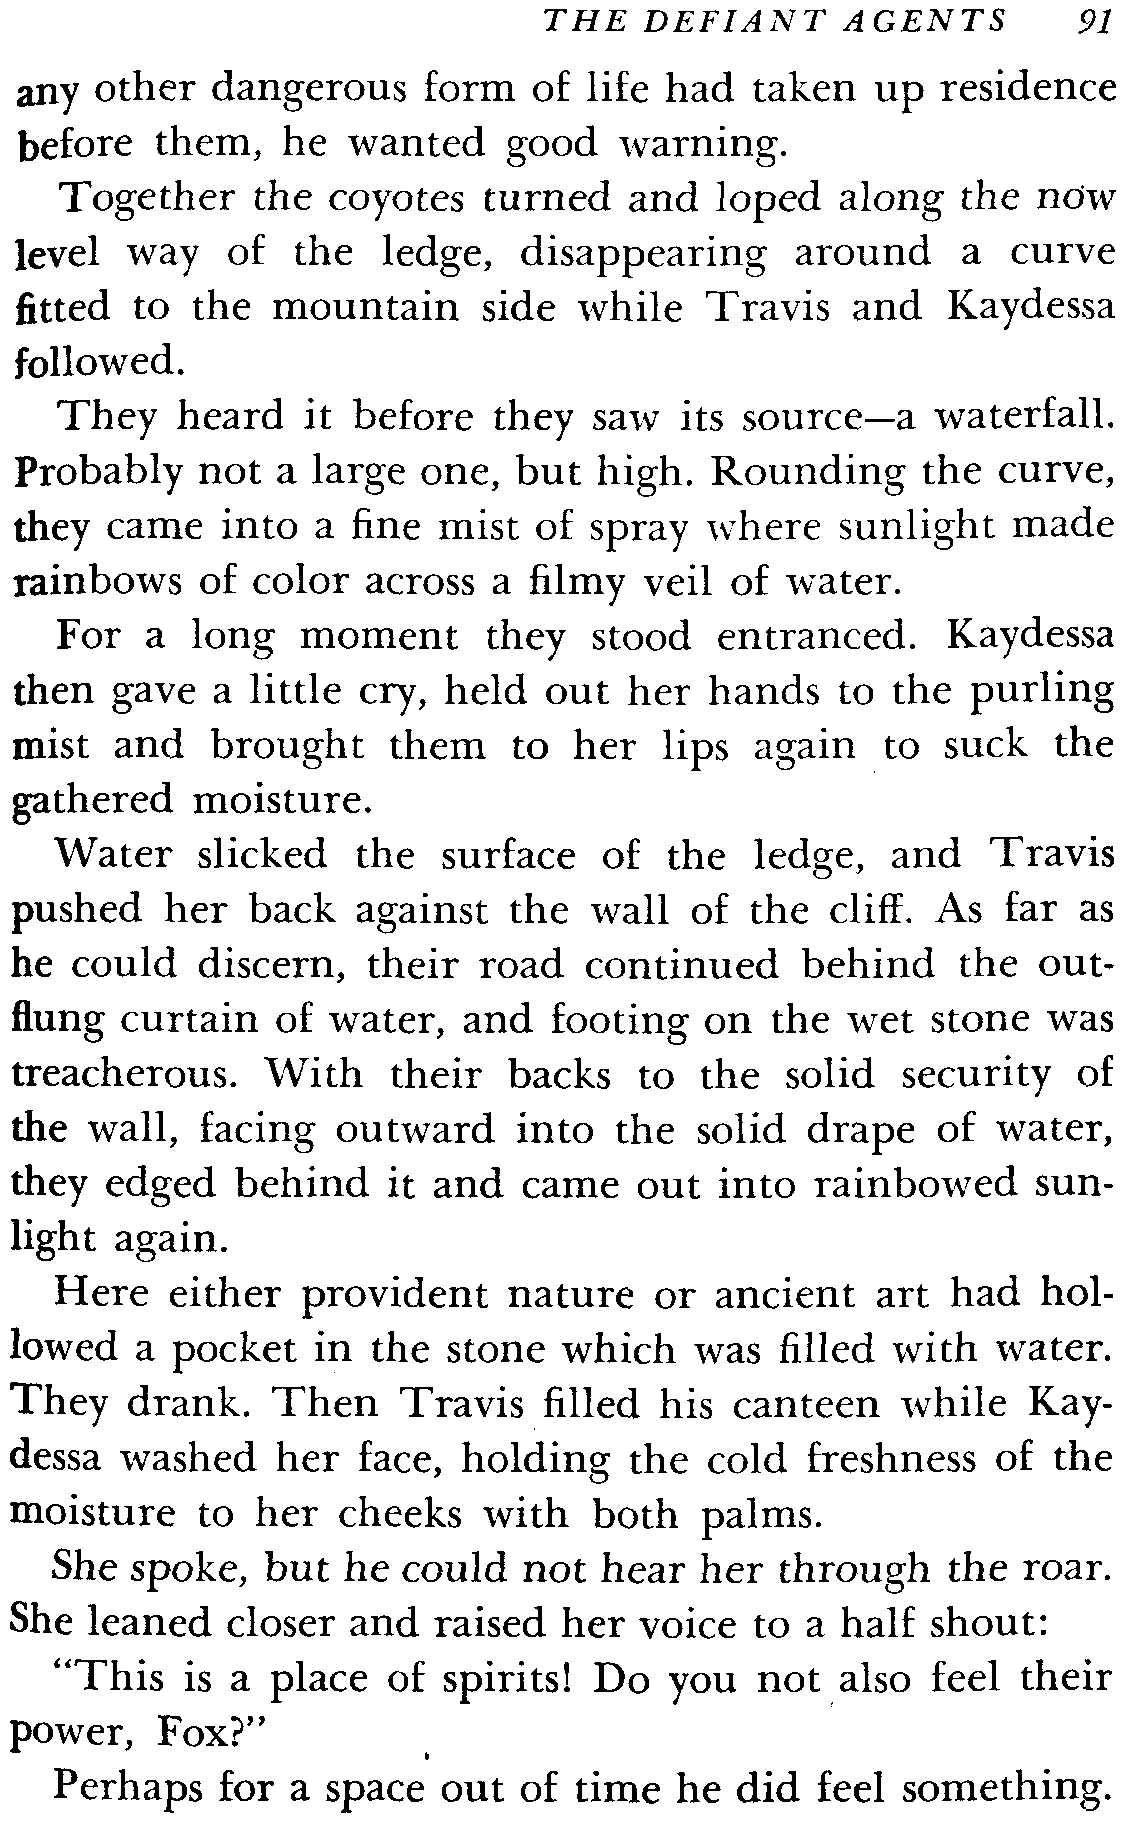 THE DEFIANT AGENTS 91
any other dangerous form of life had taken up residence
before them, he wanted good warning.
Together the coyotes turned and loped along the now
level way of the ledge, disappearing around a curve
fitted to the mountain side while Travis and Kaydessa
followed.
They heard it before they saw its source—a waterfall.
Probably not a large one, but high. Rounding the curve,
they came into a fine mist of spray where sunlight made
rainbows of color across a filmy veil of water.
For a long moment they stood entranced. Kaydessa
then gave a little cry, held out her hands to the purling
mist and brought them to her lips again to suck the
gathered moisture.
Water slicked the surface of the ledge, and Travis
pushed her back against the wall of the cliff. As far as
he could discern, their road continued behind the out-
flung curtain of water, and footing on the wet stone was
treacherous. With their backs to the solid security of
the wall, facing outward into the solid drape of water,
they edged behind it and came out into rainbowed sun-
light again.
Here either provident nature or ancient art had hol-
lowed a pocket in the stone which was filled with water.
They drank. Then Travis filled his canteen while Kay-
dessa washed her face, holding the cold freshness of the
moisture to her cheeks with both palms.
She spoke, but he could not hear her through the roar.
She leaned closer and raised her voice to a half shout:
"This is a place of spirits! Do you not also feel their
power, Fox?"
Perhaps for a space out of time he did feel something.